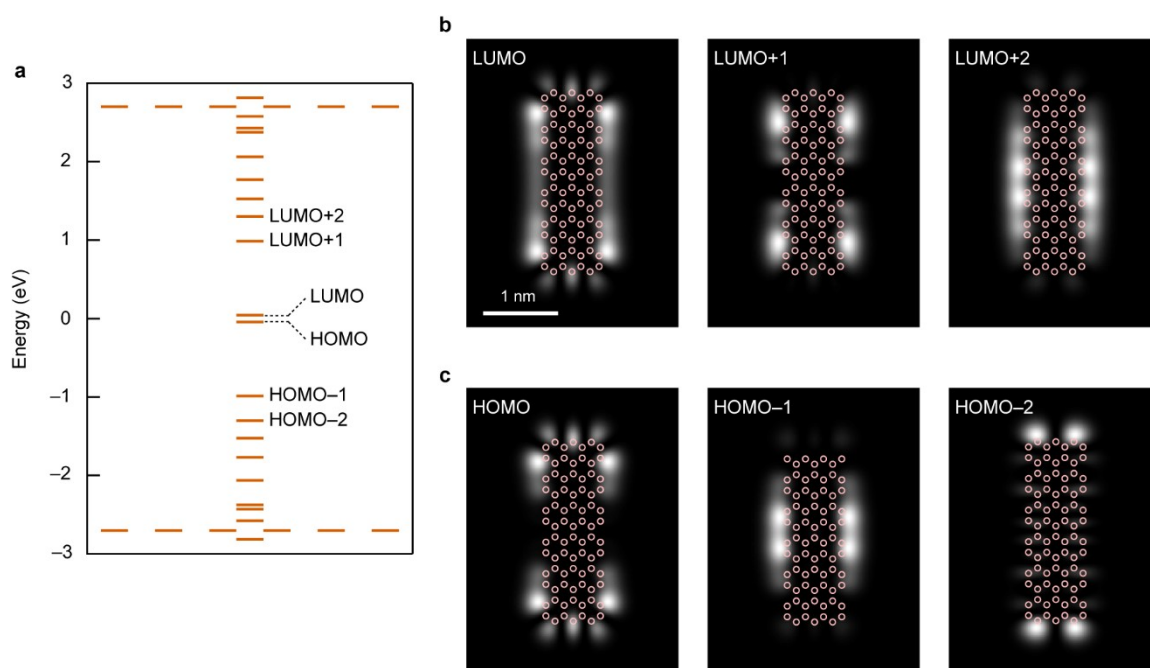 a
3
2
1
0
–1
–2
–3
Energy (eV)
LUMO+2
LUMO+1
LUMO
HOMO
HOMO–1
HOMO–2
b
LUMO
1 nm
LUMO+1
LUMO+2
c
HOMO
HOMO–1
HOMO–2